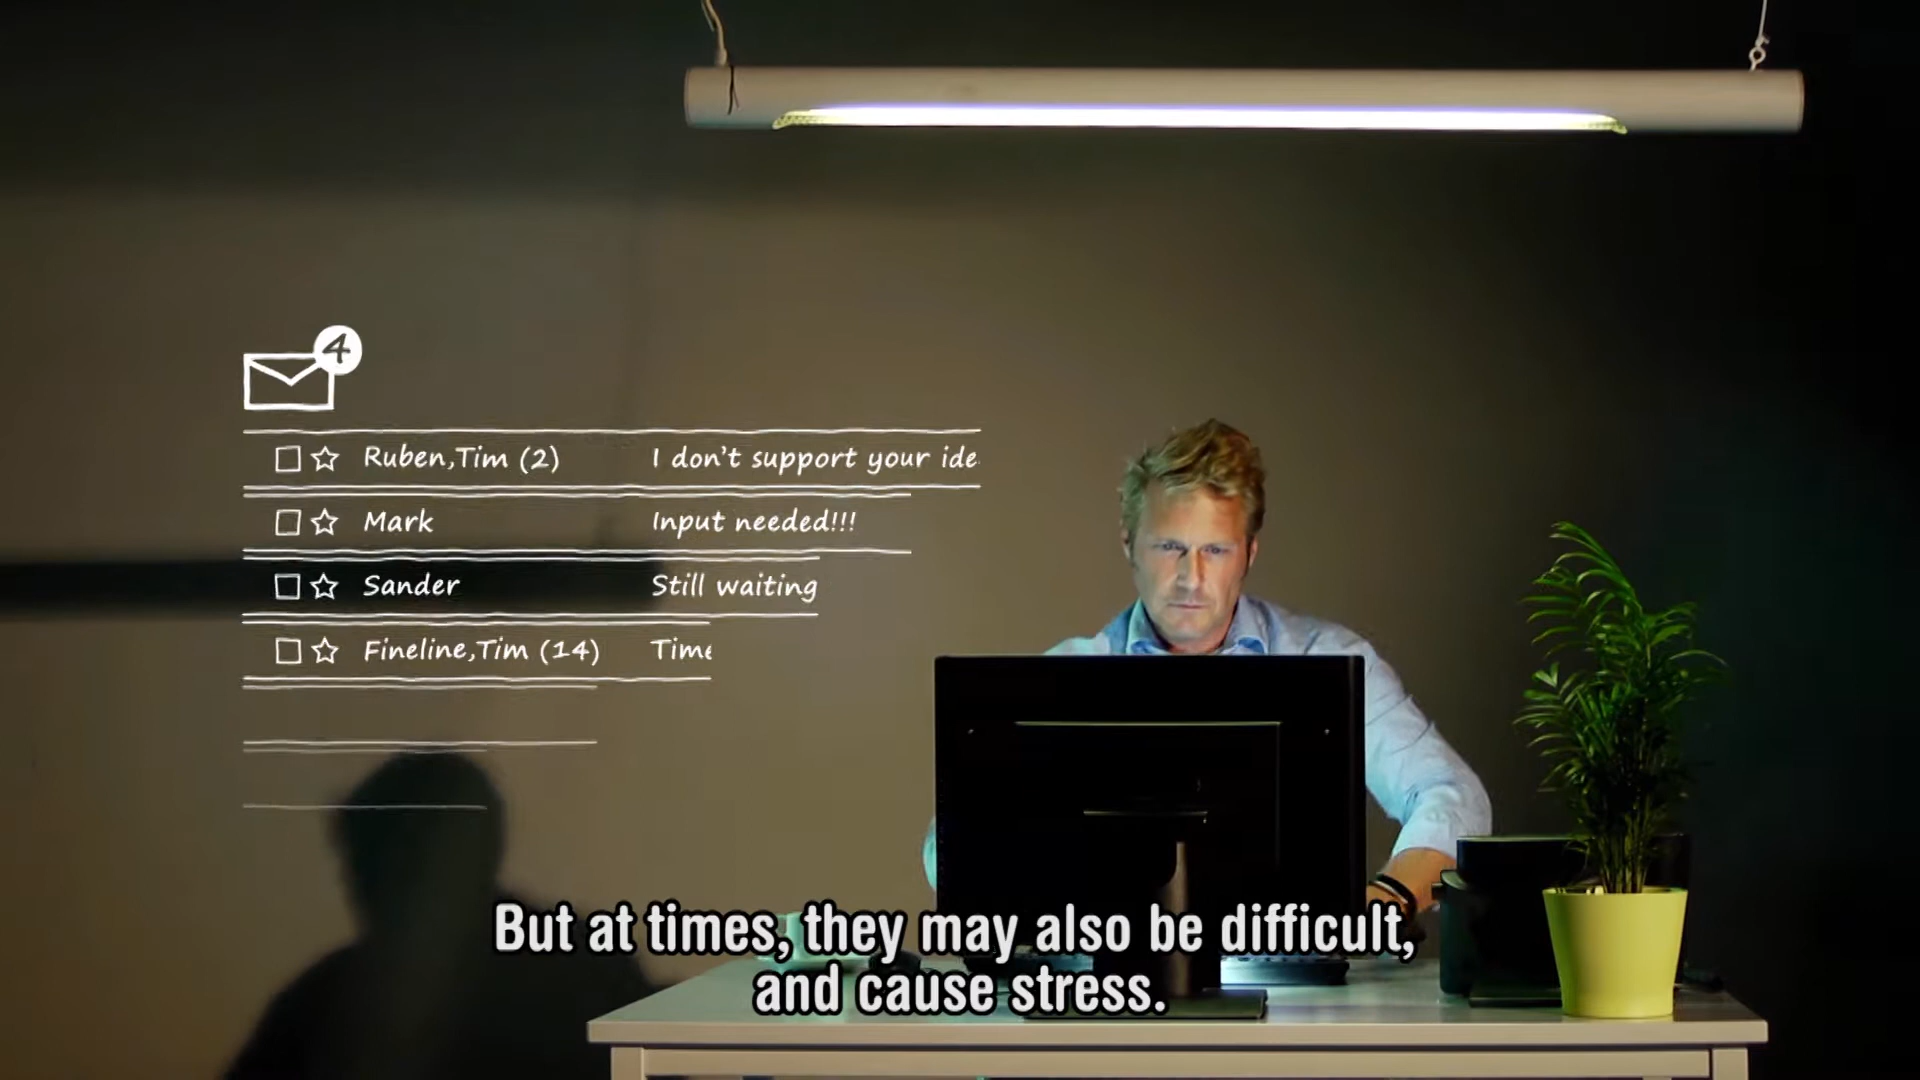 4
Ruben,Tim (2) I don't support your ide
Mark Input needed!!!
Sander Still waiting
Fineline,Tim (14) Time
But at times, they may also be difficult,
and cause stress.